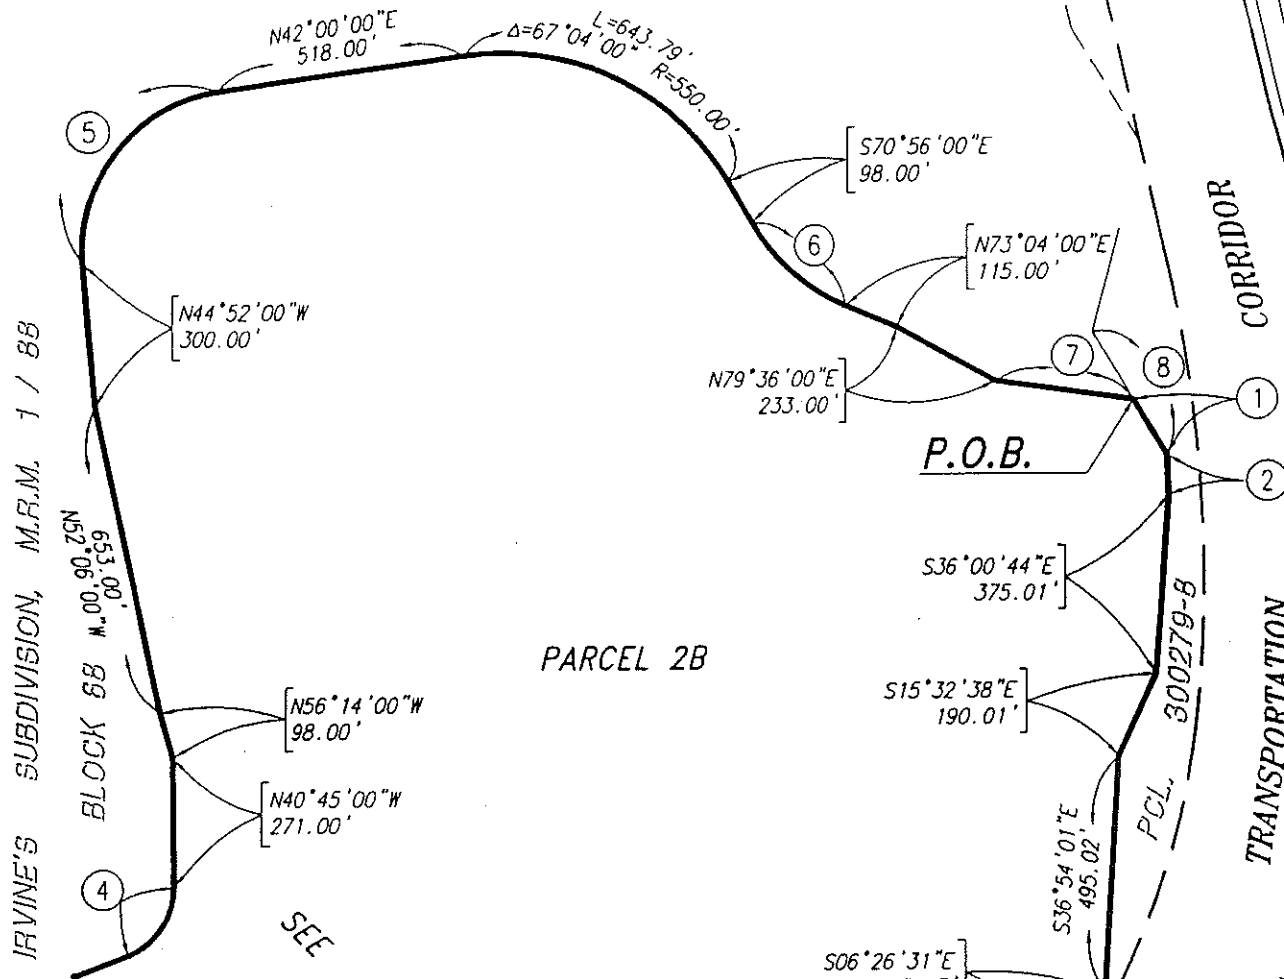 N42°00'00"E
518.00'
L=643.79'
Δ=67°04'00"
R=550.00'
5
S70°56'00"E
98.00'
6
N73°04'00"E
115.00'
CORRIDOR
N44°52'00"W
300.00'
7
8
N79°36'00"E
233.00'
1
P.O.B.
2
IRVINE'S SUBDIVISION, M.R.M. 1 / 88
BLOCK 68
653.00'
N52°06'00"W
S36°00'44"E
375.01'
PARCEL 2B
S15°32'38"E
190.01'
PCL. 300279-B
TRANSPORTATION
N56°14'00"W
98.00'
N40°45'00"W
271.00'
S36°54'01"E
495.02'
4
SEE
S06°26'31"E